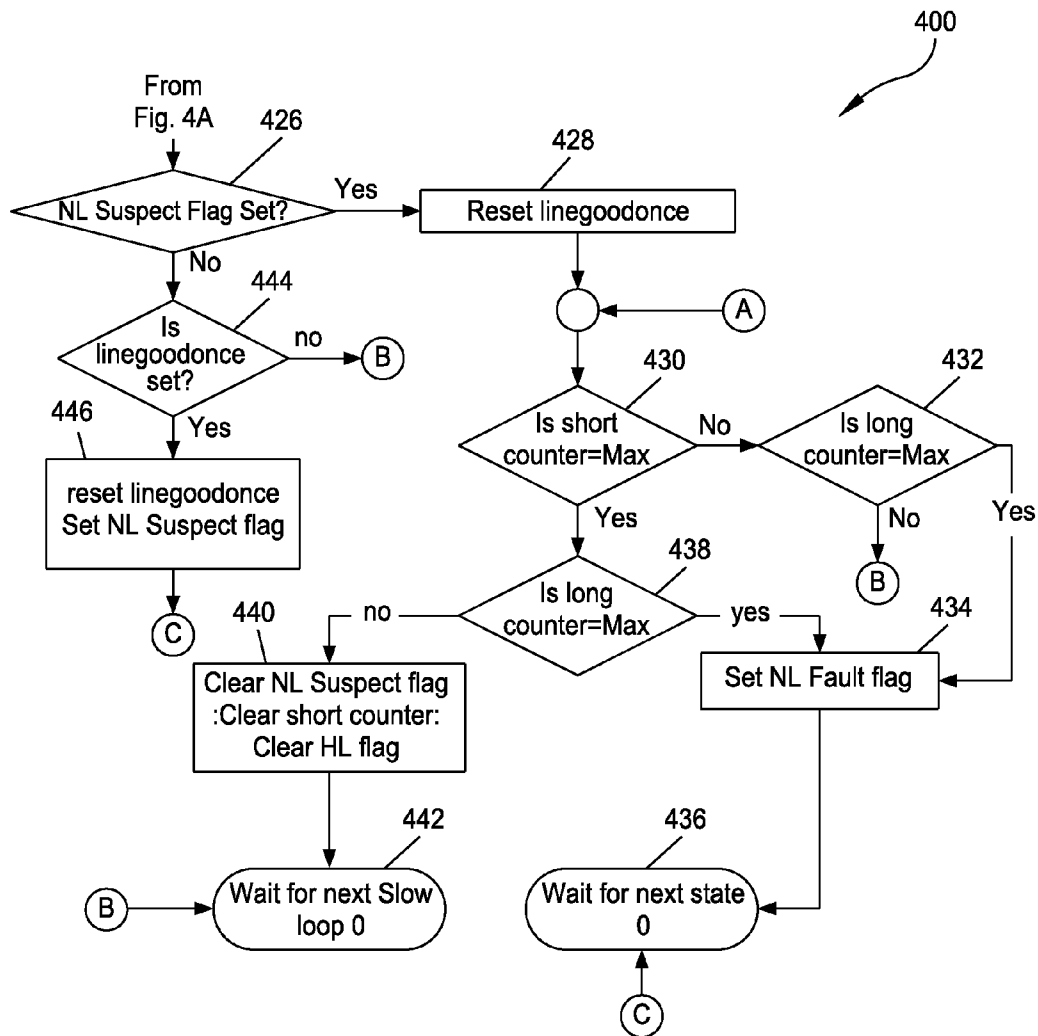 400
From
Fig. 4A
426
428
NL Suspect Flag Set?
Yes
Reset linegoodonce
No
444
A
Is
linegoodonce
set?
no
B
430
432
446
Yes
Is short
counter=Max
No
Is long
counter=Max
reset linegoodonce
Set NL Suspect flag
Yes
No
Yes
438
B
C
440
no
Is long
counter=Max
yes
434
Clear NL Suspect flag
:Clear short counter:
Clear HL flag
Set NL Fault flag
442
436
B
Wait for next Slow
loop 0
Wait for next state
0
C